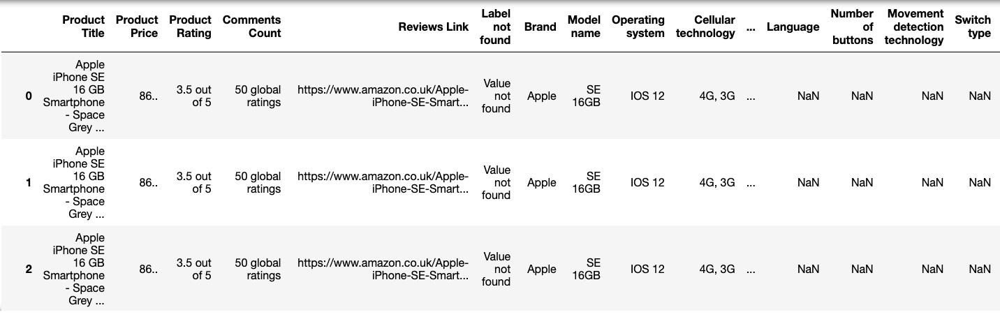 Product Title Product Price Product Rating Comments Count Reviews Link Label not found Brand Model name Operating system Cellular technology ... Language Number of buttons Movement detection technology Switch type
0 Apple iPhone SE 16 GB Smartphone - Space Grey ... 86.. 3.5 out of 5 50 global ratings https://www.amazon.co.uk/Apple-iPhone-SE-Smart... Value not found Apple SE 16GB IOS 12 4G, 3G ... NaN NaN NaN NaN
1 Apple iPhone SE 16 GB Smartphone - Space Grey ... 86.. 3.5 out of 5 50 global ratings https://www.amazon.co.uk/Apple-iPhone-SE-Smart... Value not found Apple SE 16GB IOS 12 4G, 3G ... NaN NaN NaN NaN
2 Apple iPhone SE 16 GB Smartphone - Space Grey ... 86.. 3.5 out of 5 50 global ratings https://www.amazon.co.uk/Apple-iPhone-SE-Smart... Value not found Apple SE 16GB IOS 12 4G, 3G ... NaN NaN NaN NaN